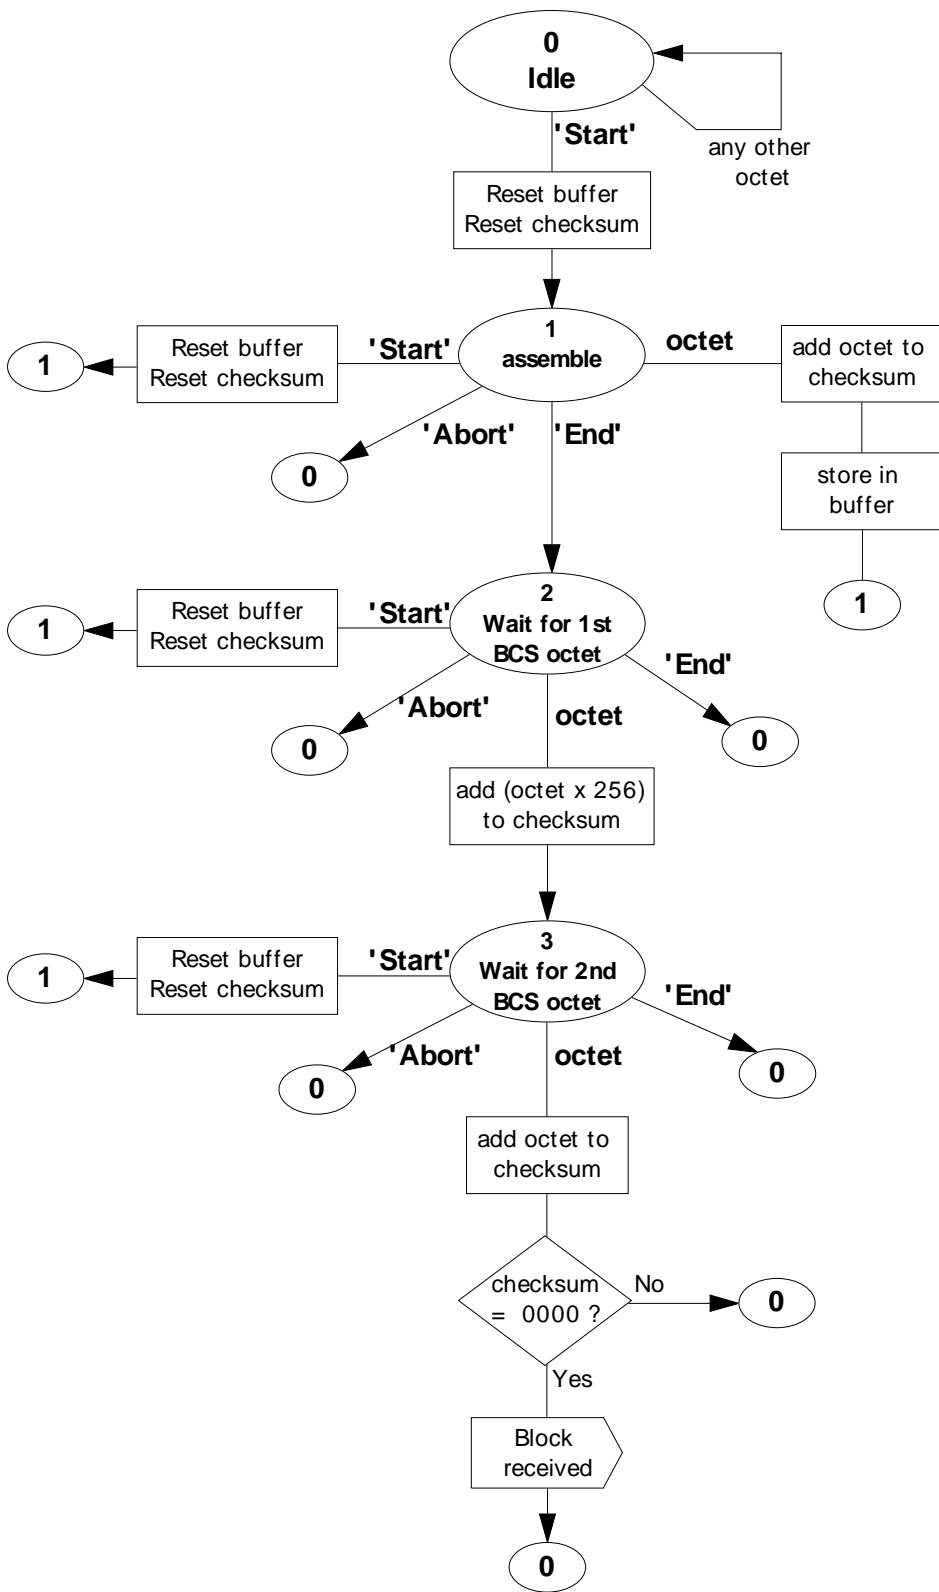 0
Idle
'Start'
any other
octet
Reset buffer
Reset checksum
1
assemble
'Start'
Reset buffer
Reset checksum
1
octet
add octet to
checksum
'Abort'
'End'
0
store in
buffer
1
2
Wait for 1st
BCS octet
'Start'
Reset buffer
Reset checksum
1
'End'
'Abort'
octet
0
0
add (octet x 256)
to checksum
3
Wait for 2nd
BCS octet
'Start'
Reset buffer
Reset checksum
1
'End'
'Abort'
octet
0
0
add octet to
checksum
checksum
= 0000 ?
No
0
Yes
Block
received
0